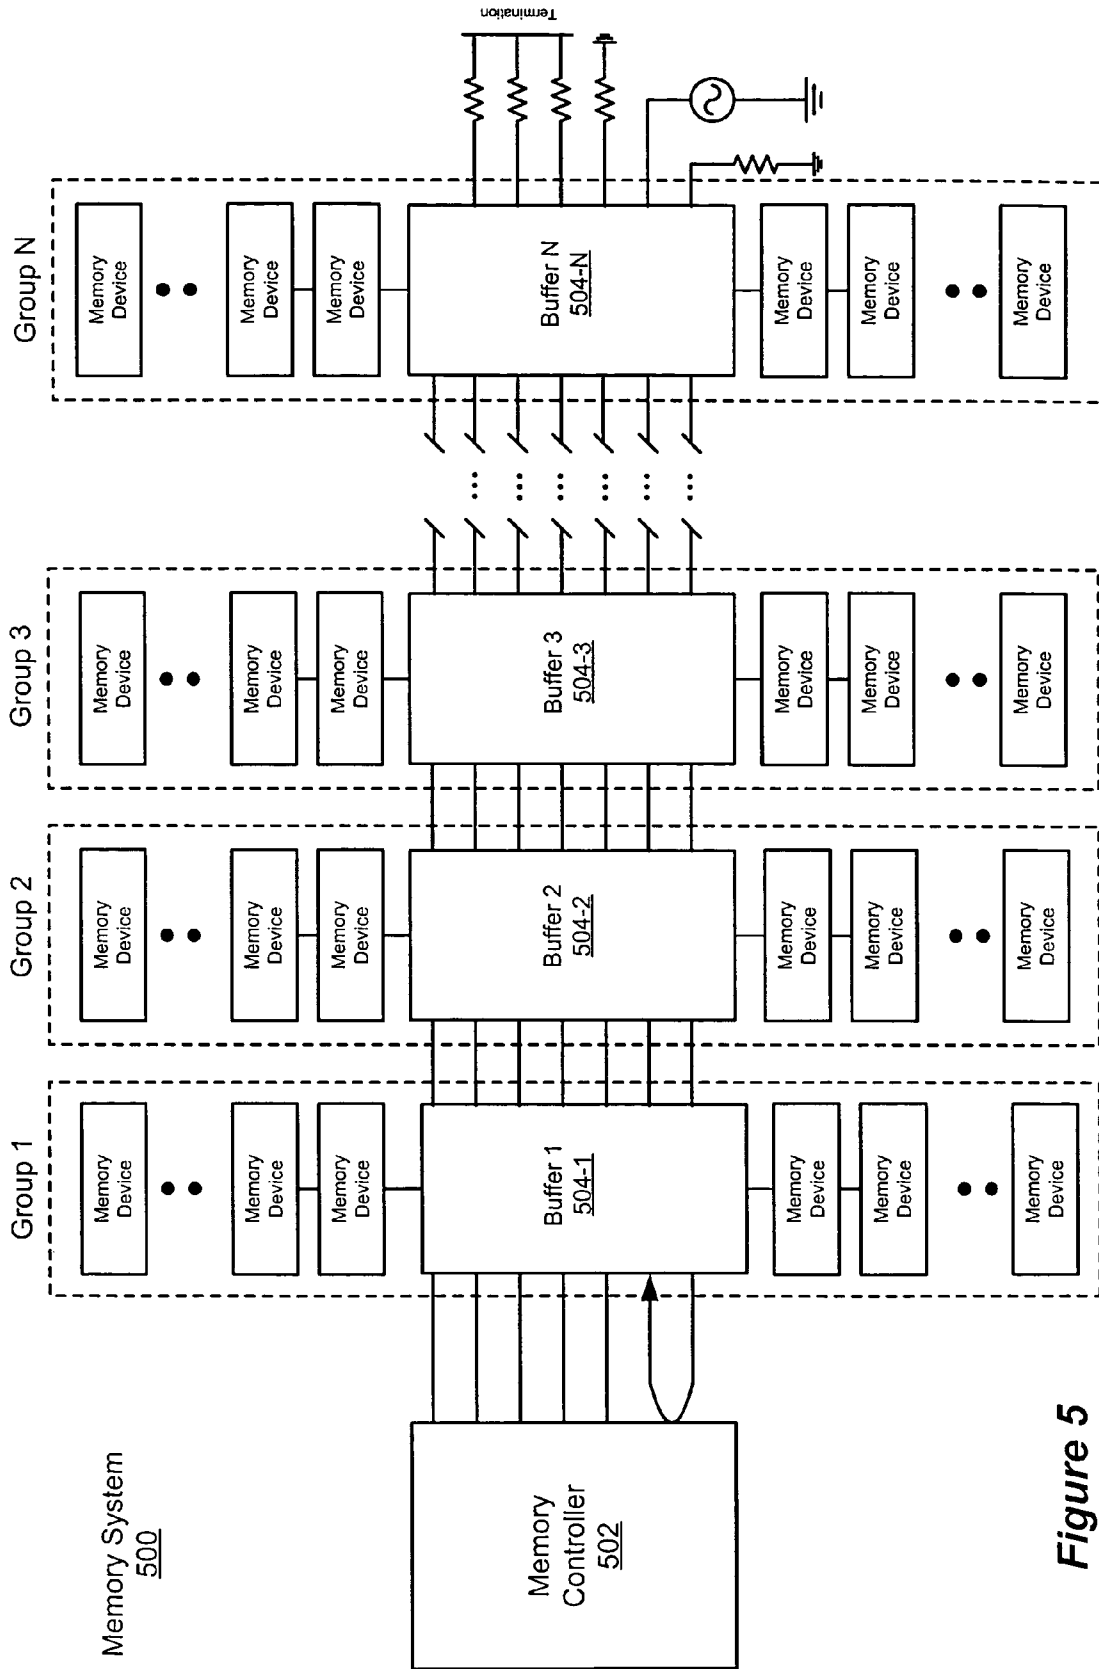 Memory System
500
Memory
Controller
502
Group 1
Memory
Device
Memory
Device
Memory
Device
Buffer 1
504-1
Memory
Device
Memory
Device
Memory
Device
Group 2
Memory
Device
Memory
Device
Memory
Device
Buffer 2
504-2
Memory
Device
Memory
Device
Memory
Device
Group 3
Memory
Device
Memory
Device
Memory
Device
Buffer 3
504-3
Memory
Device
Memory
Device
Memory
Device
Group N
Memory
Device
Memory
Device
Memory
Device
Buffer N
504-N
Memory
Device
Memory
Device
Memory
Device
Termination
Figure 5